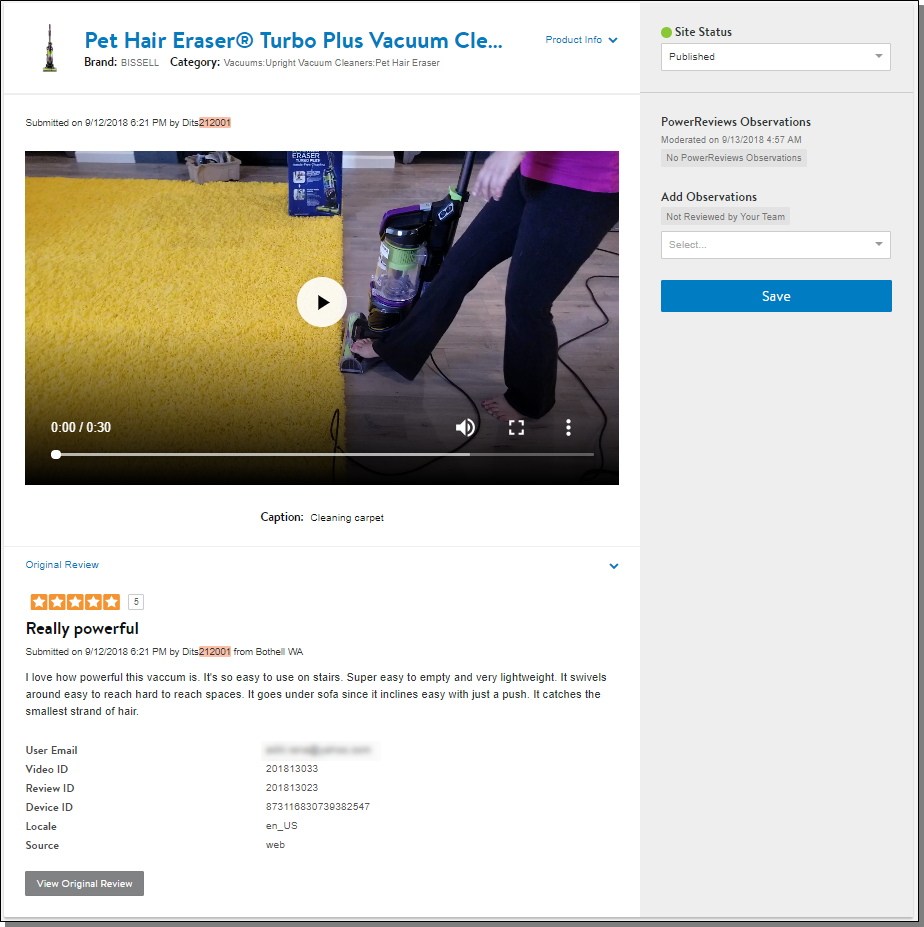 Pet Hair Eraser® Turbo Plus Vacuum Cle...
Product Info
Brand: BISSELL Category: Vacuums:Upright Vacuum Cleaners:Pet Hair Eraser
Submitted on 9/12/2018 6:21 PM by Dits212001
ERASER
TURBO PLUS
0:00 / 0:30
Caption: Cleaning carpet
Original Review
5
Really powerful
Submitted on 9/12/2018 6:21 PM by Dits212001 from Bothell WA
I love how powerful this vaccum is. It's so easy to use on stairs. Super easy to empty and very lightweight. It swivels
around easy to reach hard to reach spaces. It goes under sofa since it inclines easy with just a push. It catches the
smallest strand of hair.
User Email
Video ID 201813033
Review ID 201813023
Device ID 873116830739382547
Locale en_US
Source web
View Original Review
Site Status
Published
PowerReviews Observations
Moderated on 9/13/2018 4:57 AM
No PowerReviews Observations
Add Observations
Not Reviewed by Your Team
Select...
Save